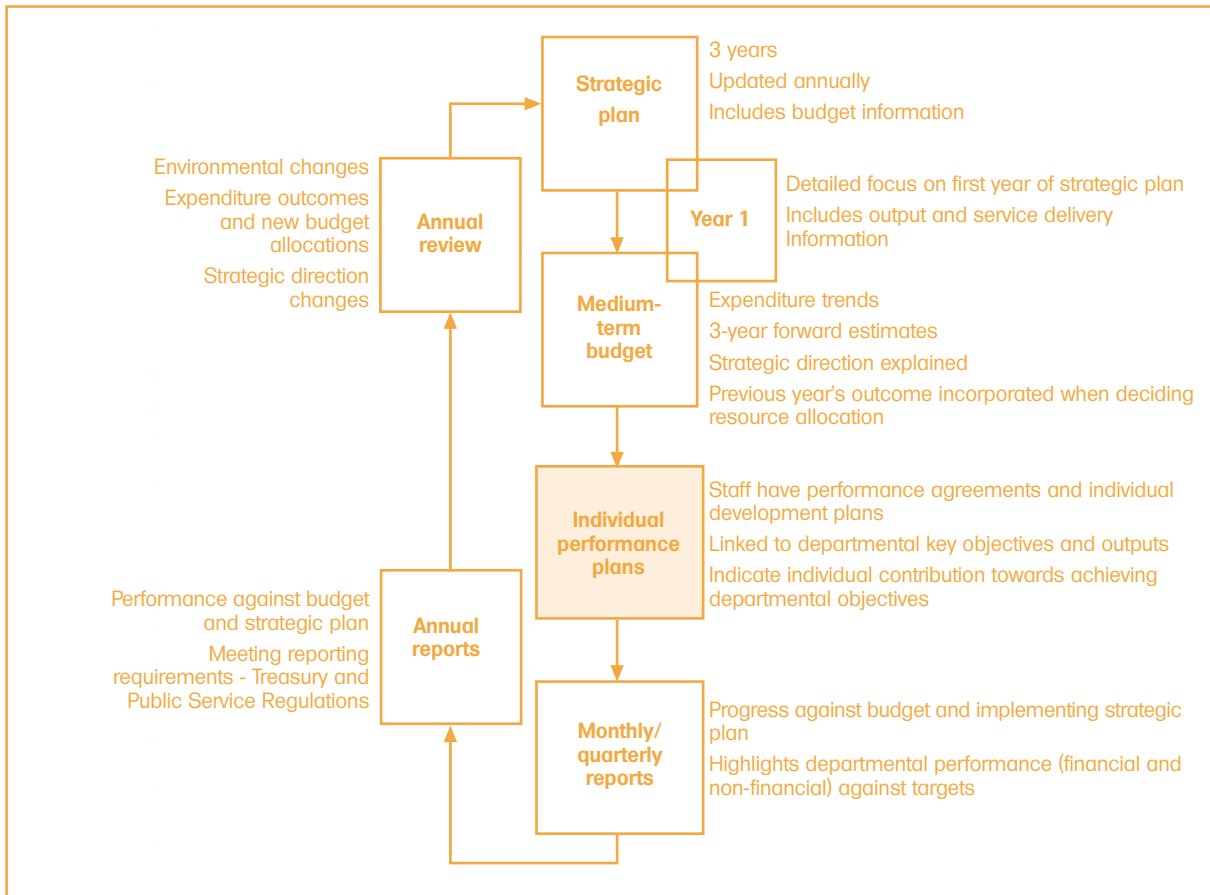 Strategic
plan
3 years
Updated annually
Includes budget information
Environmental changes
Expenditure outcomes
and new budget
allocations
Strategic direction
changes
Annual
review
Year 1
Detailed focus on first year of strategic plan
Includes output and service delivery
Information
Medium-
term
budget
Expenditure trends
3-year forward estimates
Strategic direction explained
Previous year's outcome incorporated when deciding
resource allocation
Individual
performance
plans
Staff have performance agreements and individual
development plans
Linked to departmental key objectives and outputs
Indicate individual contribution towards achieving
departmental objectives
Performance against budget
and strategic plan
Meeting reporting
requirements - Treasury and
Public Service Regulations
Annual
reports
Monthly/
quarterly
reports
Progress against budget and implementing strategic
plan
Highlights departmental performance (financial and
non-financial) against targets